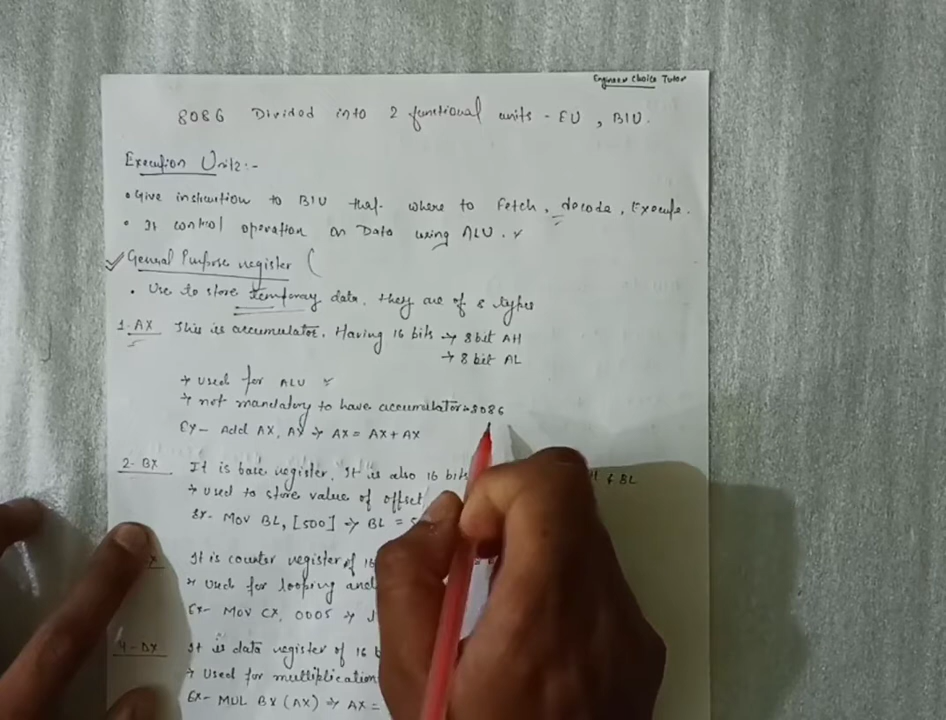 Engineer Choice Tutor
8086 Divided into 2 functional units - EU, BIU.
Execution Unit:-
• Give instruction to BIU that where to Fetch, decode, Execute.
• It control operation on Data using ALU.
General Purpose register (
• Use to store temporary data. They are of 8 types
1- AX This is accumulator. Having 16 bits → 8 bit AH
→ 8 bit AL
→ used for ALU
→ not mandatory to have accumulator 8086
Ex- Add AX, AX → AX = AX + AX
2- BX It is base register. It is also 16 bits & BL
→ used to store value of offset
Ex- Mov BL, [500] → BL =
It is counter register of 16
→ Used for looping and
Ex- MOV CX, 0005 →
4- DX It is data register of 16
→ Used for multiplication
Ex- MUL BX (AX) → AX =